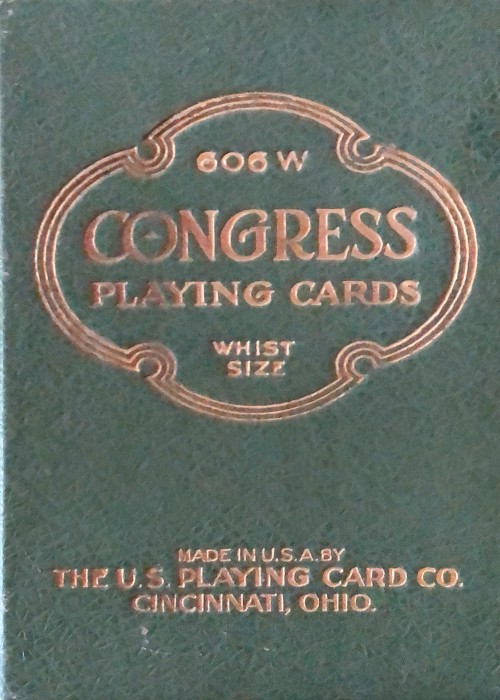 606 W
CONGRESS
PLAYING CARDS
WHIST
SIZE
MADE IN U.S.A. BY
THE U.S. PLAYING CARD CO.
CINCINNATI, OHIO.